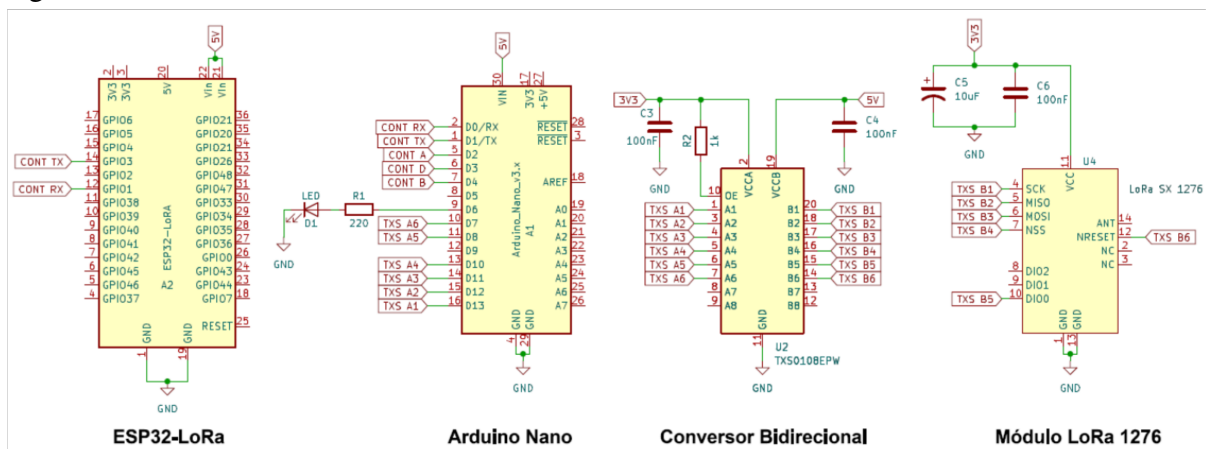 5V
2 3 20 22 21
3V3 3V3 5V Vin Vin
17 GPIO6 GPIO21 36
16 GPIO5 GPIO35 35
15 GPIO4 GPIO20 34
CONT TX 14 GPIO3 GPIO33 33
13 GPIO2 GPIO48 32
CONT RX 12 GPIO1 GPIO47 31
11 GPIO38 GPIO33 30
10 GPIO39 GPIO34 29
9 GPIO40 GPIO35 28
8 GPIO41 GPIO36 27
7 GPIO42 GPIO0 26
6 GPIO45 GPIO43 24
5 GPIO46 GPIO44 23
4 GPIO37 GPIO7 18
RESET 25
ESP32-LoRA
A2
GND GND
1 19
GND
ESP32-LoRa
5V
30 17 27
VIN 3V3 +5V
CONT RX 2 D0/RX RESET 28
CONT TX 1 D1/TX RESET 3
CONT A 5 D2
CONT D 6 D3
CONT B 7 D4 AREF 18
8 D5
LED R1 9 D6 A0 19
D1 220
GND
TXS A6 10 D7 A1 20
TXS A5 11 D8 A2 21
12 D9 A3 22
TXS A4 13 D10 A4 23
TXS A3 14 D11 A5 24
TXS A2 15 D12 A6 25
TXS A1 16 D13 A7 26
Arduino_Nano_v3.x
A1
GND GND
4 29
GND
Arduino Nano
3V3 5V
C3 100nF
GND
R2 1k
C4 100nF
GND
2 19
VCCA VCCB
10 OE
TXS A1 1 A1 B1 20 TXS B1
TXS A2 3 A2 B2 18 TXS B2
TXS A3 4 A3 B3 17 TXS B3
TXS A4 5 A4 B4 16 TXS B4
TXS A5 6 A5 B5 15 TXS B5
TXS A6 7 A6 B6 14 TXS B6
8 A7 B7 13
9 A8 B8 12
GND
11
U2
TXS0108EPW
GND
Conversor Bidirecional
3V3
C5 10uF
C6 100nF
GND
11
U4
VCC
LoRa SX 1276
TXS B1 4 SCK
TXS B2 5 MISO
TXS B3 6 MOSI ANT 14
TXS B4 7 NSS NRESET 12 TXS B6
NC 2
NC 3
8 DIO2
9 DIO1
TXS B5 10 DIO0
GND GND
1 13
GND
Módulo LoRa 1276